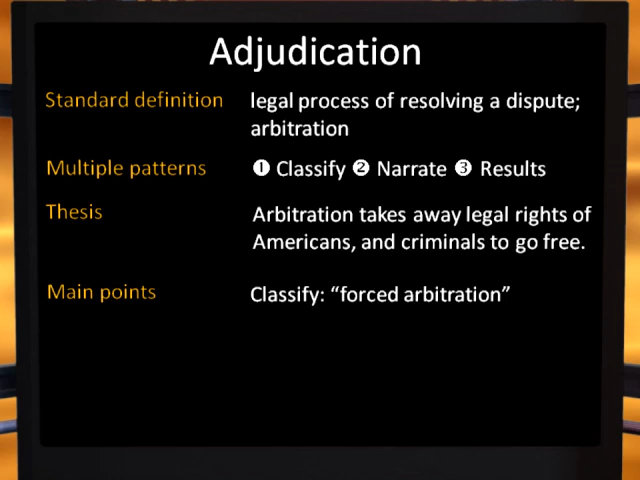 Adjudication
Standard definition legal process of resolving a dispute;
arbitration
Multiple patterns ❶ Classify ❷ Narrate ❸ Results
Thesis Arbitration takes away legal rights of
Americans, and criminals to go free.
Main points Classify: “forced arbitration”